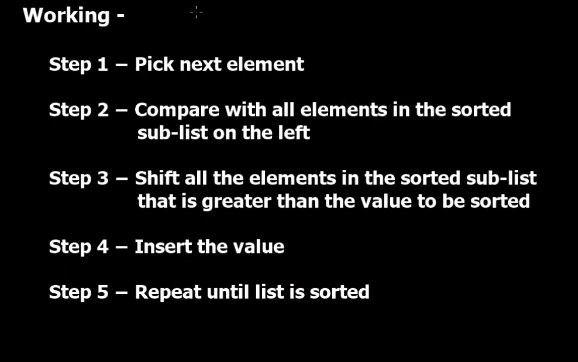 Working -
Step 1 – Pick next element
Step 2 – Compare with all elements in the sorted
sub-list on the left
Step 3 – Shift all the elements in the sorted sub-list
that is greater than the value to be sorted
Step 4 – Insert the value
Step 5 – Repeat until list is sorted